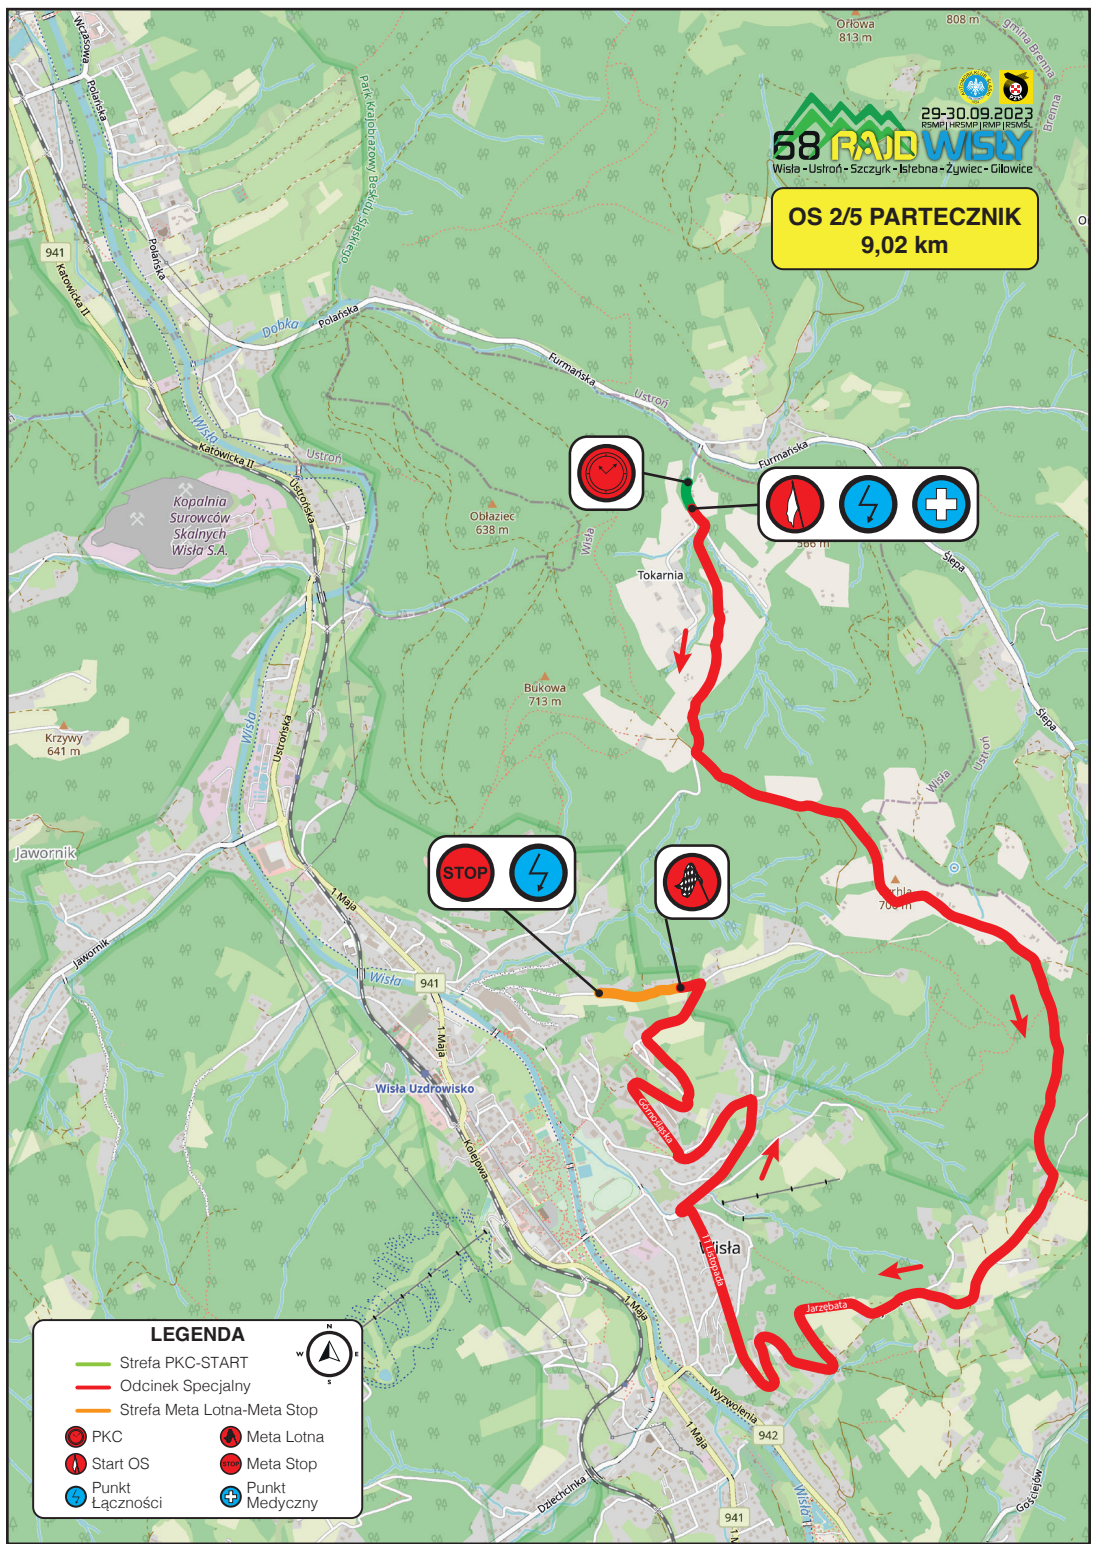 Orłowa
813 m
808 m
gmina Brenna
Brenna
Wczasowa
Polańska
Park Krajobrazowy Beskidu Śląskiego
29-30.09.2023
RSMP|HRSMP|RMP|RSMŚL
68 RAJD WISŁY
Wisła - Ustroń - Szczyrk - Istebna - Żywiec - Gilowice
OS 2/5 PARTECZNIK
9,02 km
941
Katowicka II
Polańska
Dobka
Polańska
Furmańska
Ustroń
Furmańska
Wisła
Katowicka II
Ustroń
Ustrońska
Kopalnia
Surowców
Skalnych
Wisła S.A.
Obłaziec
638 m
Wisła
566 m
Ślepa
Tokarnia
Bukowa
713 m
Krzywy
641 m
Wisła
Ustrońska
Ślepa
Ustroń
Wisła
Jawornik
STOP
700 m
1 Maja
Jawornik
Wisła
941
1 Maja
Wisła Uzdrowisko
Górnośląska
Kolejowa
11 Listopada
Wisła
Jarzębata
1 Maja
Wyzwolenia
942
1 Maja
Dziechcinka
Wisła
Gościejów
941
LEGENDA
N
W
E
S
Strefa PKC-START
Odcinek Specjalny
Strefa Meta Lotna-Meta Stop
PKC
Meta Lotna
Start OS
STOP
Meta Stop
Punkt
Łączności
Punkt
Medyczny